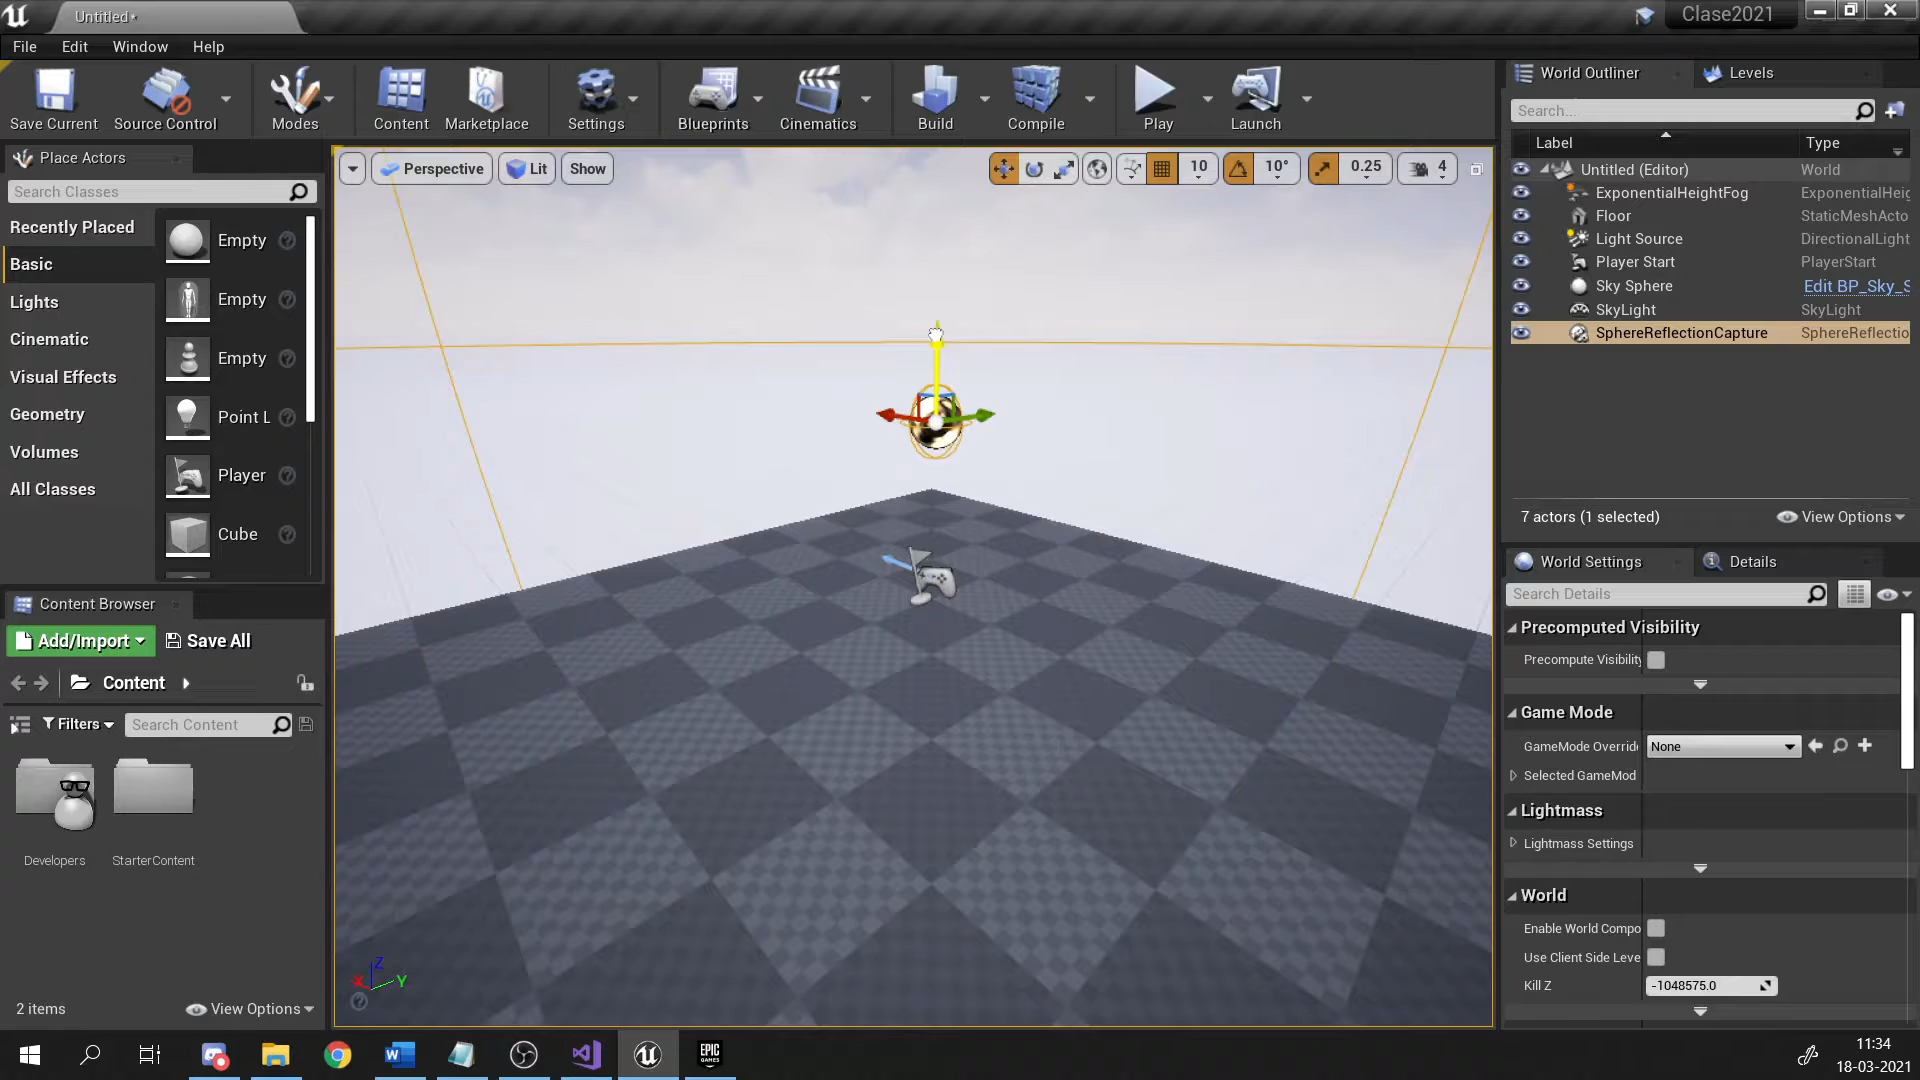 Untitled*
Clase2021
File Edit Window Help
Save Current
Source Control
Modes
Content
Marketplace
Settings
Blueprints
Cinematics
Build
Compile
Play
Launch
Place Actors
Search Classes
Recently Placed
Basic
Lights
Cinematic
Visual Effects
Geometry
Volumes
All Classes
Empty
Empty
Empty
Point L
Player
Cube
Perspective
Lit
Show
10
10°
0.25
4
X
Z
Y
Content Browser
Add/Import
Save All
Content
Filters
Search Content
Developers
StarterContent
2 items
View Options
World Outliner
Levels
Search...
Label Type
Untitled (Editor) World
ExponentialHeightFog ExponentialHeig
Floor StaticMeshActo
Light Source DirectionalLight
Player Start PlayerStart
Sky Sphere Edit BP_Sky_S
SkyLight SkyLight
SphereReflectionCapture SphereReflectio
7 actors (1 selected)
View Options
World Settings
Details
Search Details
Precomputed Visibility
Precompute Visibility
Game Mode
GameMode Override None
Selected GameMod
Lightmass
Lightmass Settings
World
Enable World Compo
Use Client Side Leve
Kill Z -1048575.0
EPIC
GAMES
11:34
18-03-2021